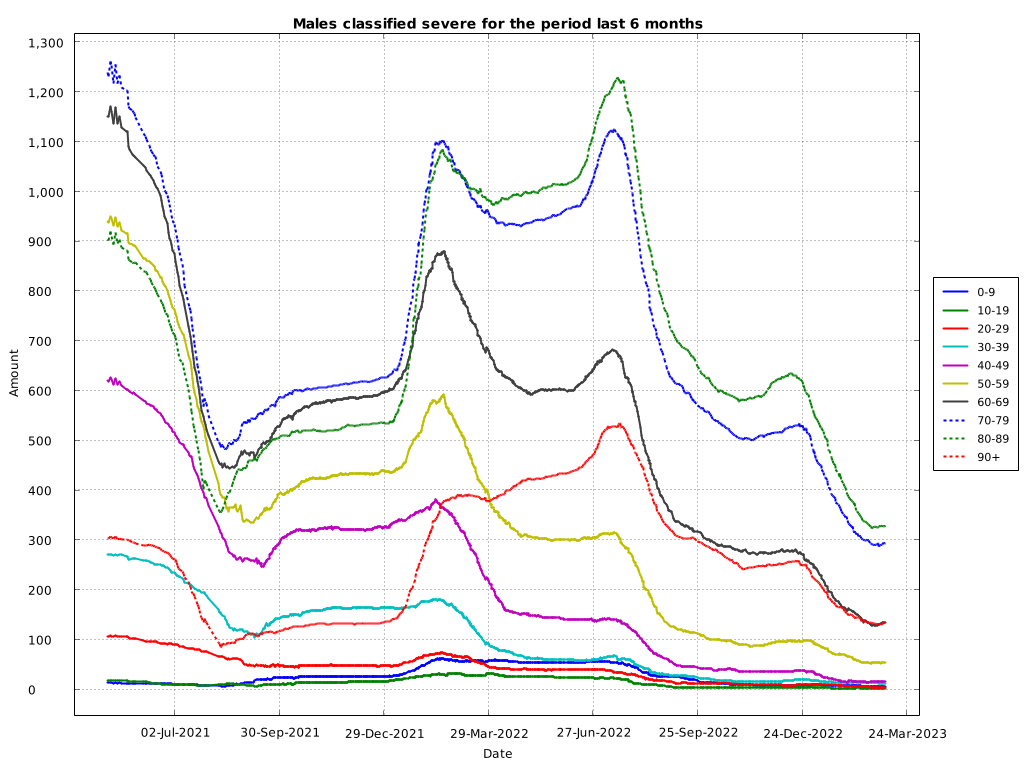 Males classified severe for the period last 6 months
1,300
1,200
1,100
1,000
900
800
700
600
500
400
300
200
100
0
Amount
02-Jul-2021
30-Sep-2021
29-Dec-2021
29-Mar-2022
27-Jun-2022
25-Sep-2022
24-Dec-2022
24-Mar-2023
Date
0-9
10-19
20-29
30-39
40-49
50-59
60-69
70-79
80-89
90+